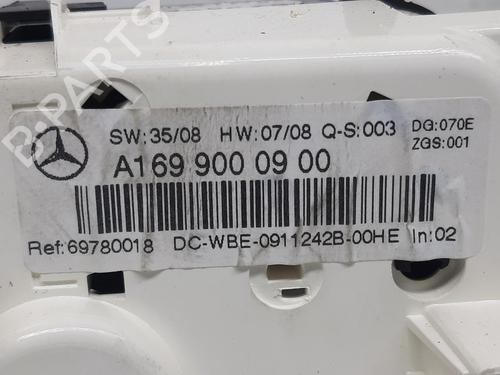 SW:35/08 HW:07/08 Q-S:003 DG:070E
ZGS:001
A169 900 09 00
Ref:69780018 DC-WBE-0911242B-00HE In:02
B-PARTS